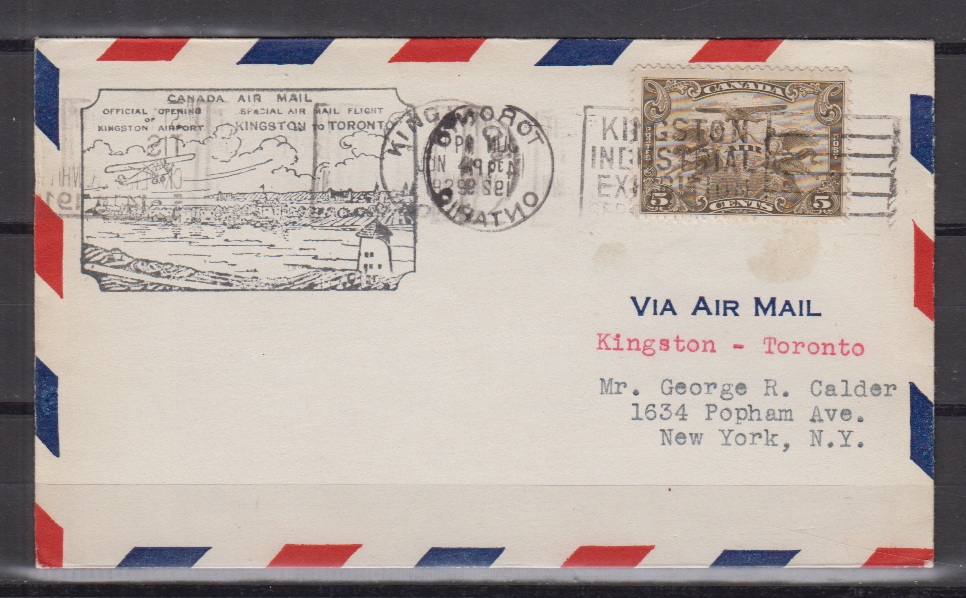 CANADA AIR MAIL
OFFICIAL OPENING
OF
KINGSTON AIRPORT
SPECIAL AIR MAIL FLIGHT
KINGSTON TO TORONTO
TORONTO
ONTARIO
KINGSTON
INDUSTRIAL
EXHIBITION
CANADA
POSTES
POST
AIR
5 CENTS 5
VIA AIR MAIL
Kingston - Toronto
Mr. George R. Calder
1634 Popham Ave.
New York, N.Y.